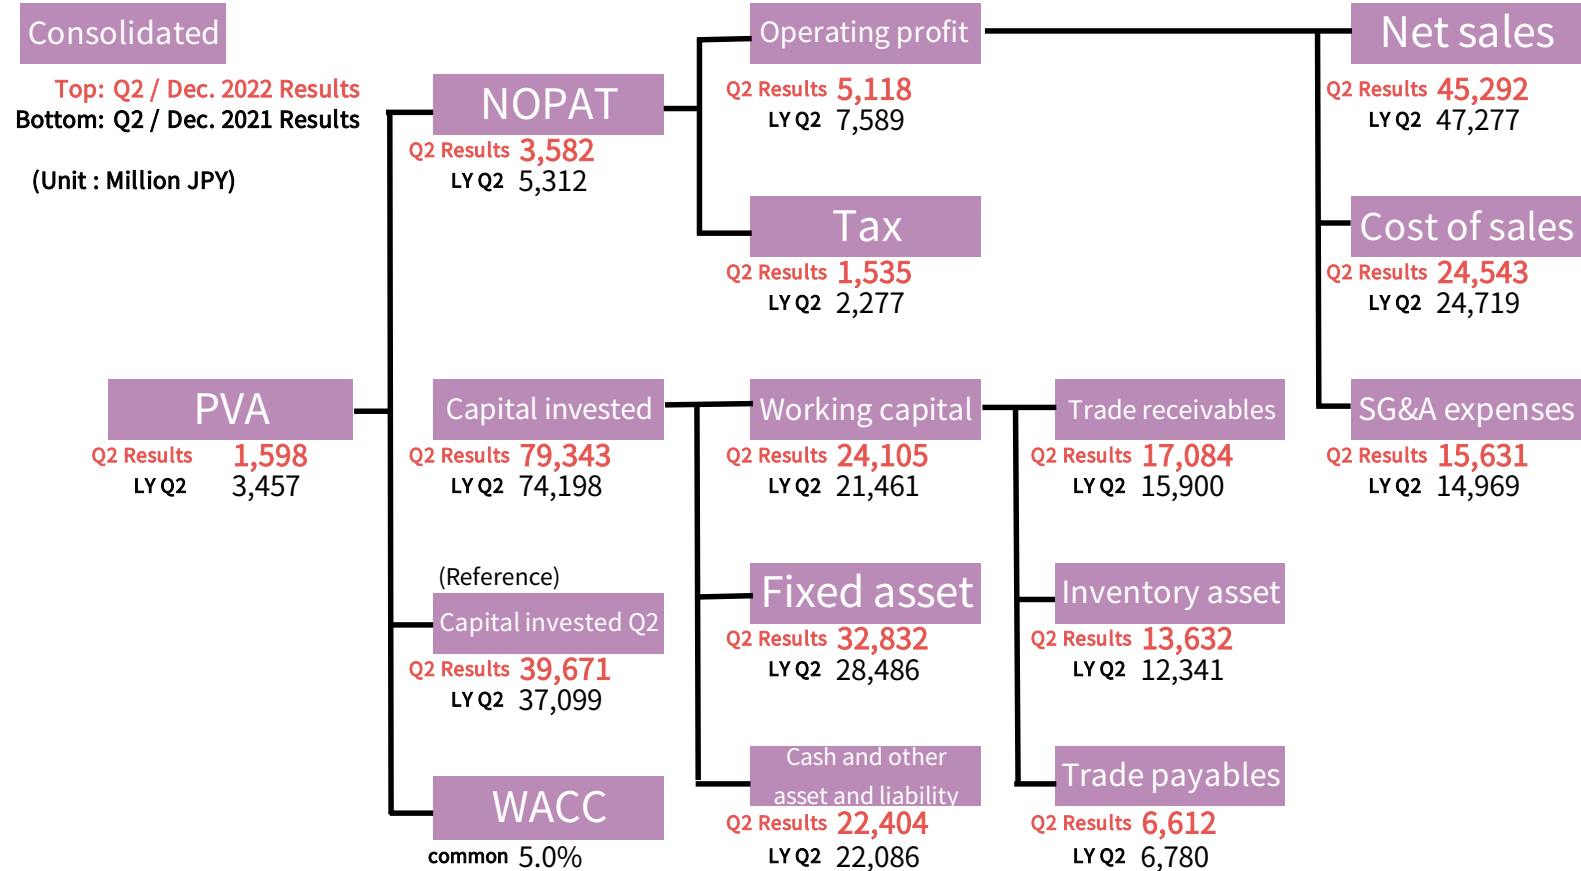 Consolidated
Top: Q2 / Dec. 2022 Results
Bottom: Q2 / Dec. 2021 Results
(Unit : Million JPY)
PVA
Q2 Results 1,598
LY Q2 3,457
NOPAT
Q2 Results 3,582
LY Q2 5,312
Capital invested
Q2 Results 79,343
LY Q2 74,198
(Reference)
Capital invested Q2
Q2 Results 39,671
LY Q2 37,099
WACC
common 5.0%
Operating profit
Q2 Results 5,118
LY Q2 7,589
Tax
Q2 Results 1,535
LY Q2 2,277
Working capital
Q2 Results 24,105
LY Q2 21,461
Fixed asset
Q2 Results 32,832
LY Q2 28,486
Cash and other
asset and liability
Q2 Results 22,404
LY Q2 22,086
Trade receivables
Q2 Results 17,084
LY Q2 15,900
Inventory asset
Q2 Results 13,632
LY Q2 12,341
Trade payables
Q2 Results 6,612
LY Q2 6,780
Net sales
Q2 Results 45,292
LY Q2 47,277
Cost of sales
Q2 Results 24,543
LY Q2 24,719
SG&A expenses
Q2 Results 15,631
LY Q2 14,969